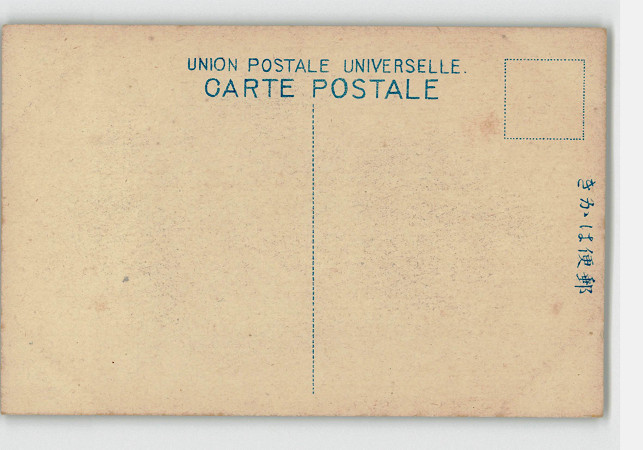 UNION POSTALE UNIVERSELLE.
CARTE POSTALE
郵便はかき